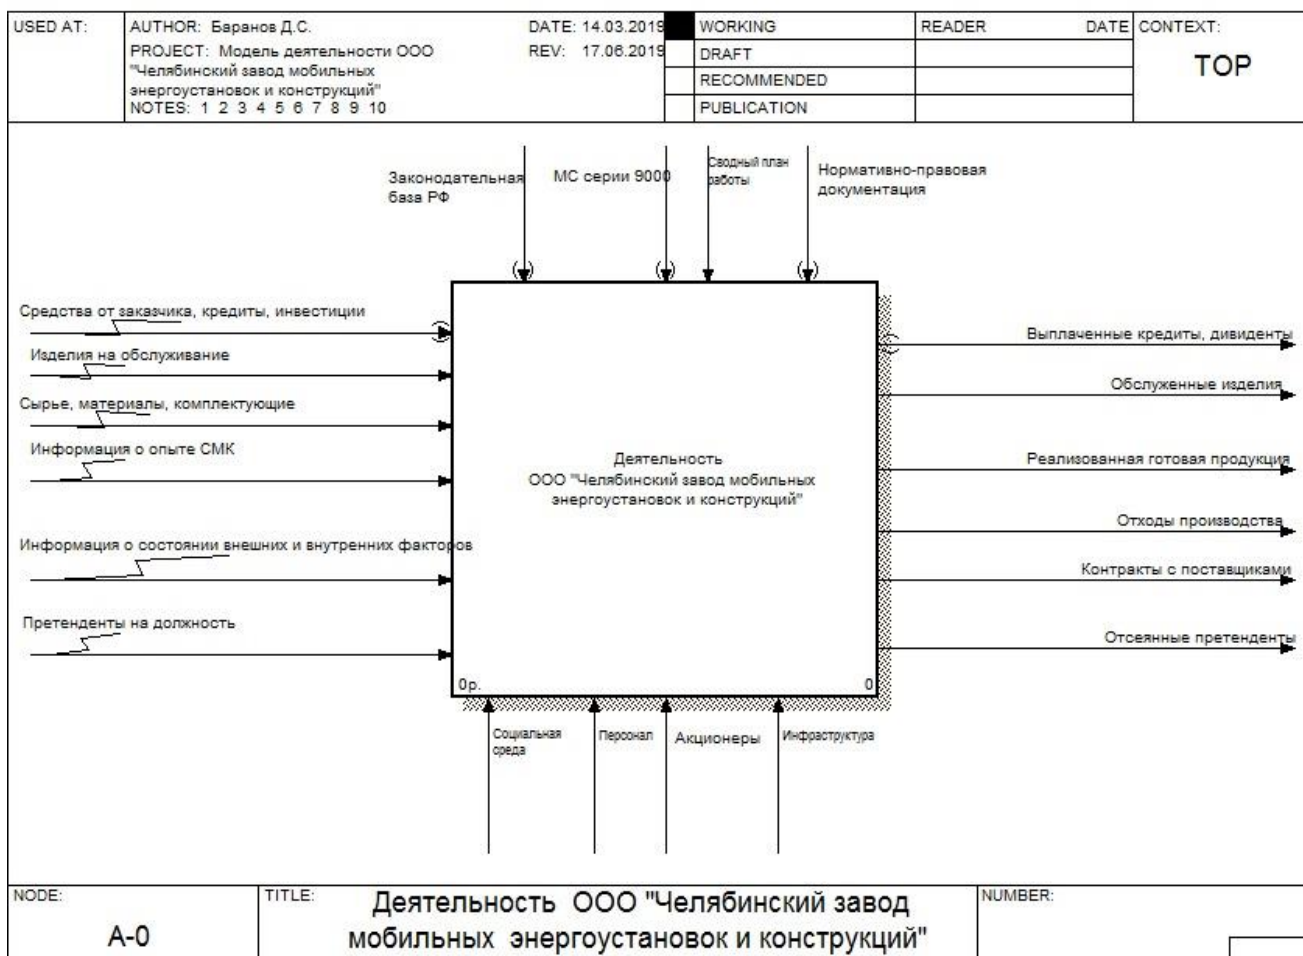 USED AT:
AUTHOR: Баранов Д.С.
DATE: 14.03.2019
REV: 17.06.2019
PROJECT: Модель деятельности ООО
"Челябинский завод мобильных
энергоустановок и конструкций"
NOTES: 1 2 3 4 5 6 7 8 9 10
WORKING
DRAFT
RECOMMENDED
PUBLICATION
READER
DATE
CONTEXT:
TOP
Законодательная
база РФ
МС серии 9000
Сводный план
работы
Нормативно-правовая
документация
Средства от заказчика, кредиты, инвестиции
Изделия на обслуживание
Сырье, материалы, комплектующие
Информация о опыте СМК
Информация о состоянии внешних и внутренних факторов
Претенденты на должность
Деятельность
ООО "Челябинский завод мобильных
энергоустановок и конструкций"
0р.
0
Выплаченные кредиты, дивиденты
Обслуженные изделия
Реализованная готовая продукция
Отходы производства
Контракты с поставщиками
Отсеянные претенденты
Социальная
среда
Персонал
Акционеры
Инфраструктура
NODE:
A-0
TITLE:
Деятельность ООО "Челябинский завод
мобильных энергоустановок и конструкций"
NUMBER: